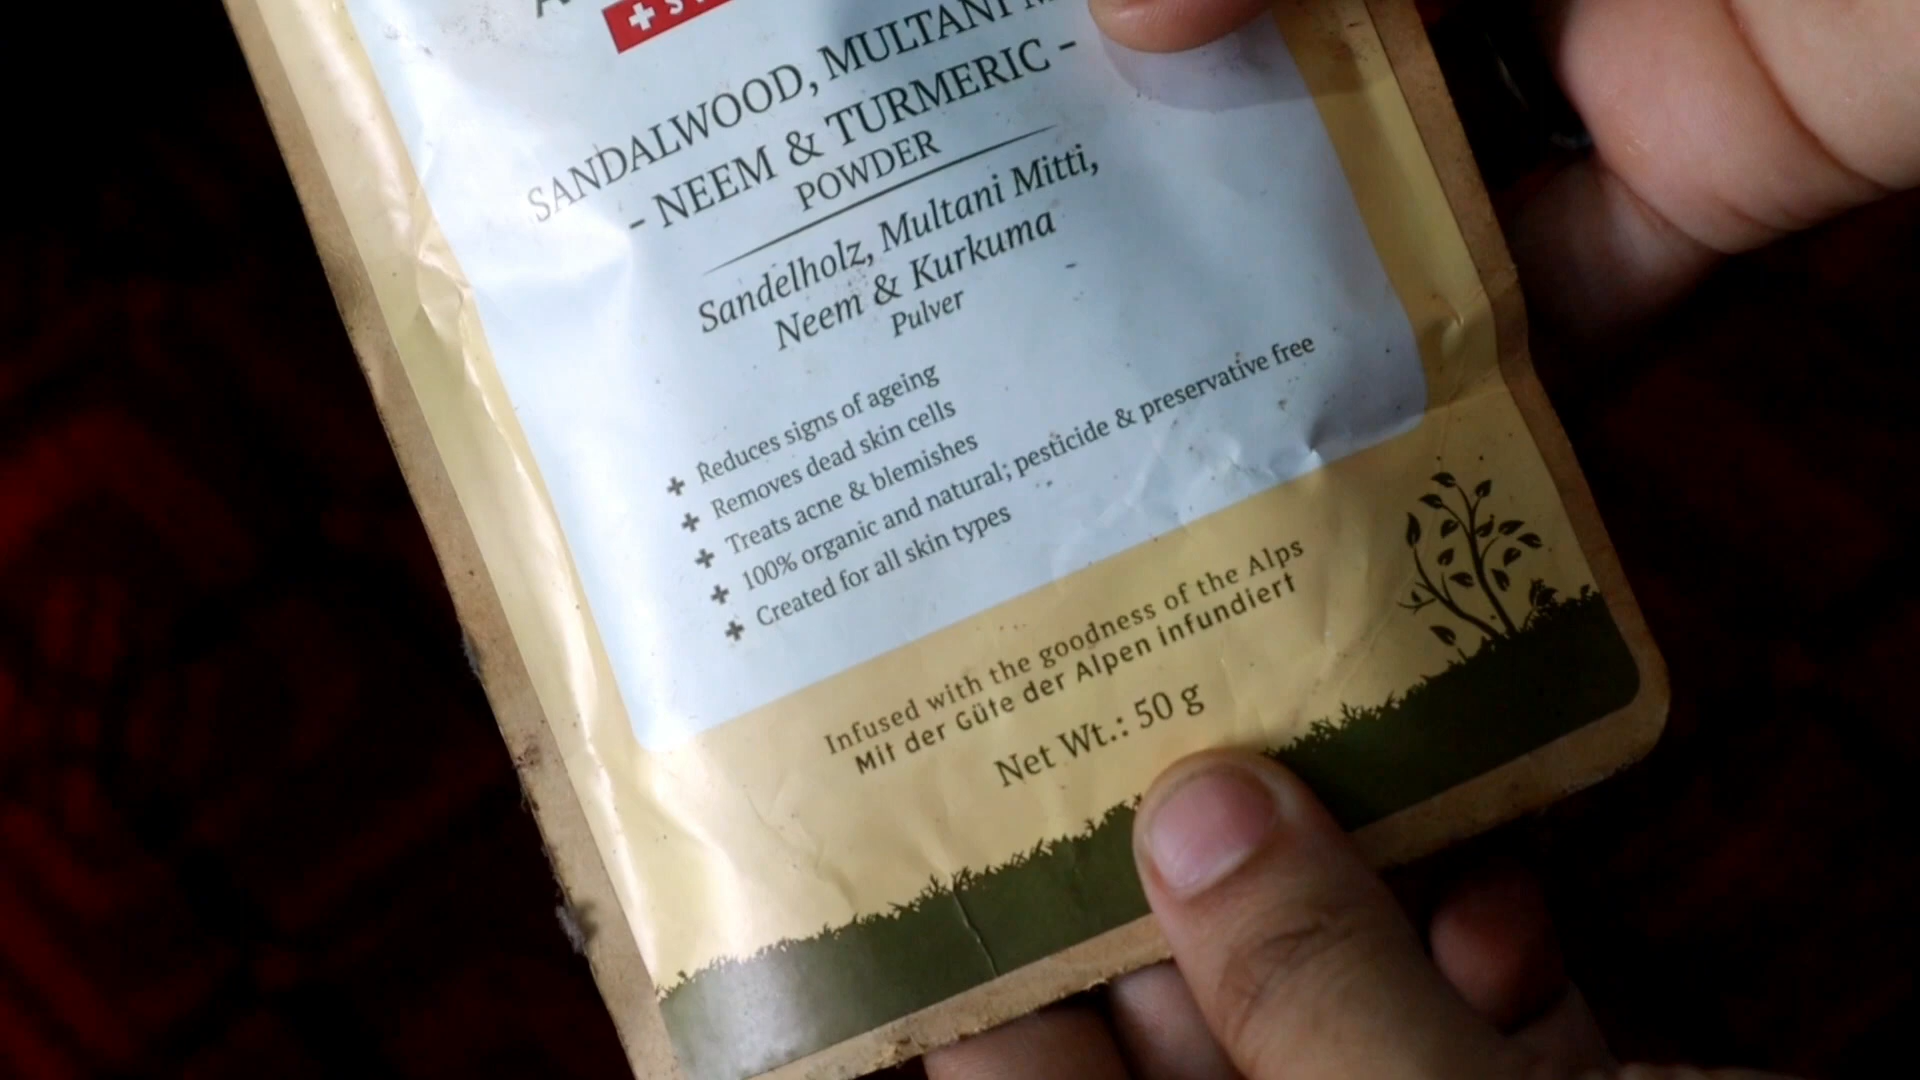 SANDALWOOD, MULTANI
- NEEM & TURMERIC -
POWDER
Sandelholz, Multani Mitti,
Neem & Kurkuma
Pulver
Reduces signs of ageing
Removes dead skin cells
Treats acne & blemishes
100% organic and natural; pesticide & preservative free
Created for all skin types
Infused with the goodness of the Alps
Mit der Güte der Alpen infundiert
Net Wt.: 50 g